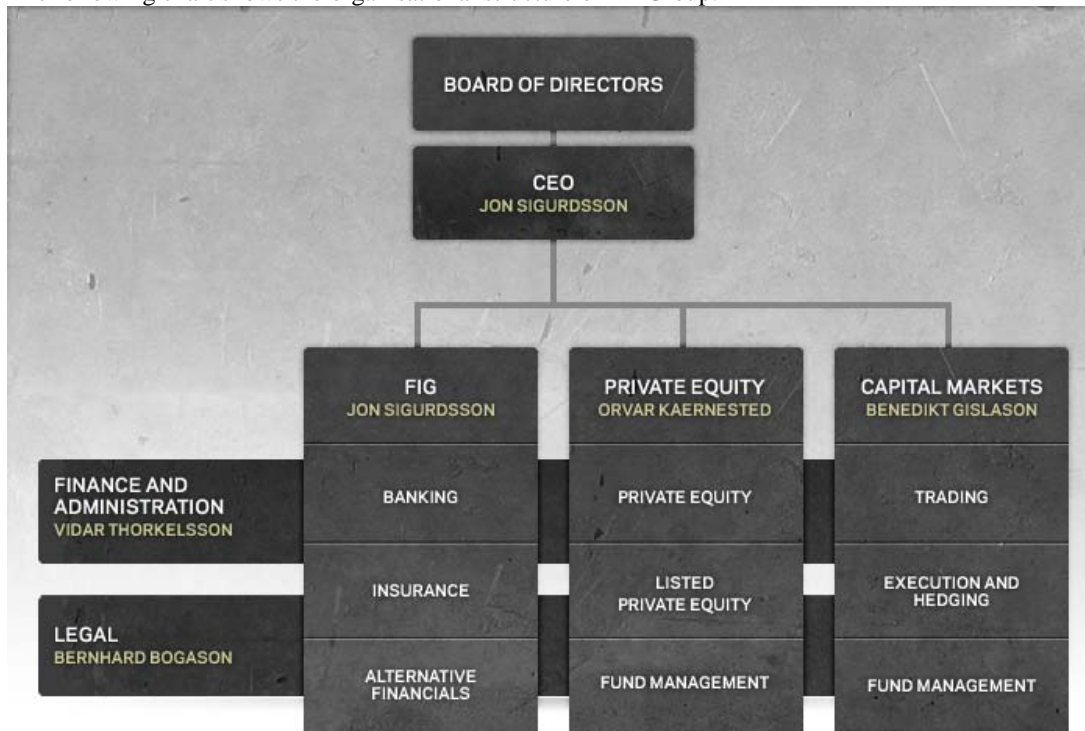 BOARD OF DIRECTORS
CEO
JON SIGURDSSON
FIG
JON SIGURDSSON
PRIVATE EQUITY
ORVAR KAERNESTED
CAPITAL MARKETS
BENEDIKT GISLASON
FINANCE AND
ADMINISTRATION
VIDAR THORKELSSON
BANKING
PRIVATE EQUITY
TRADING
INSURANCE
LISTED
PRIVATE EQUITY
EXECUTION AND
HEDGING
LEGAL
BERNHARD BOGASON
ALTERNATIVE
FINANCIALS
FUND MANAGEMENT
FUND MANAGEMENT